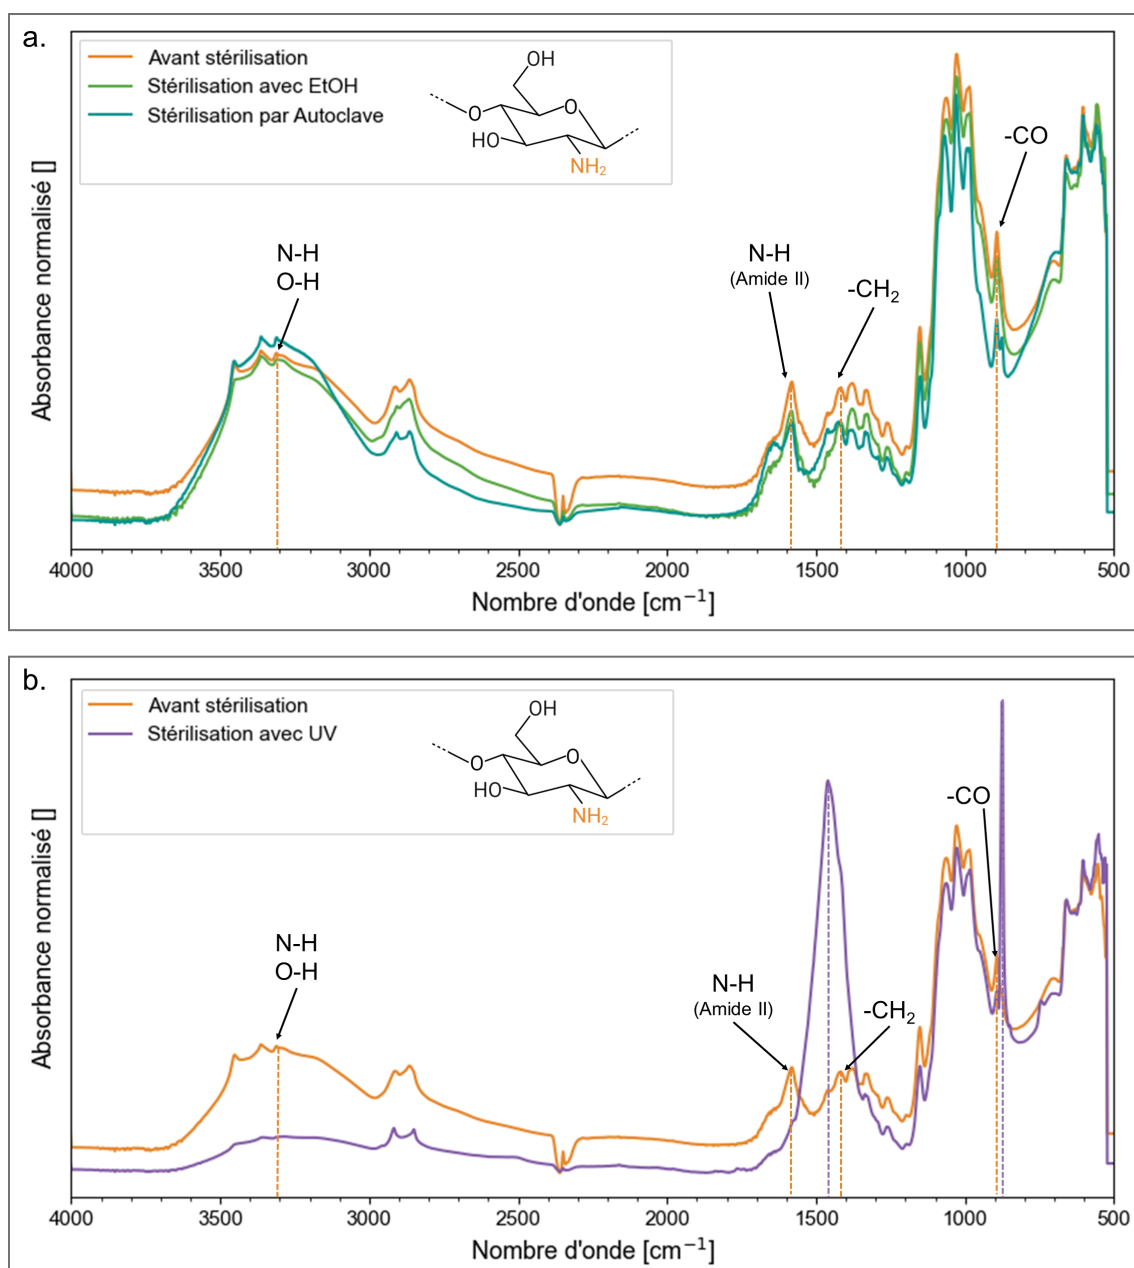 a.
Avant stérilisation
Stérilisation avec EtOH
Stérilisation par Autoclave
OH
O
O
HO
NH₂
-CO
N-H
O-H
N-H
(Amide II)
-CH₂
Absorbance normalisé []
4000 3500 3000 2500 2000 1500 1000 500
Nombre d'onde [cm⁻¹]
b.
Avant stérilisation
Stérilisation avec UV
OH
O
O
HO
NH₂
-CO
N-H
O-H
N-H
(Amide II)
-CH₂
Absorbance normalisé []
4000 3500 3000 2500 2000 1500 1000 500
Nombre d'onde [cm⁻¹]